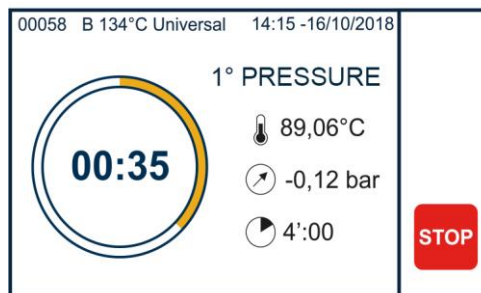 00058 B 134°C Universal 14:15 -16/10/2018
1° PRESSURE
89,06°C
00:35
-0,12 bar
4':00
STOP